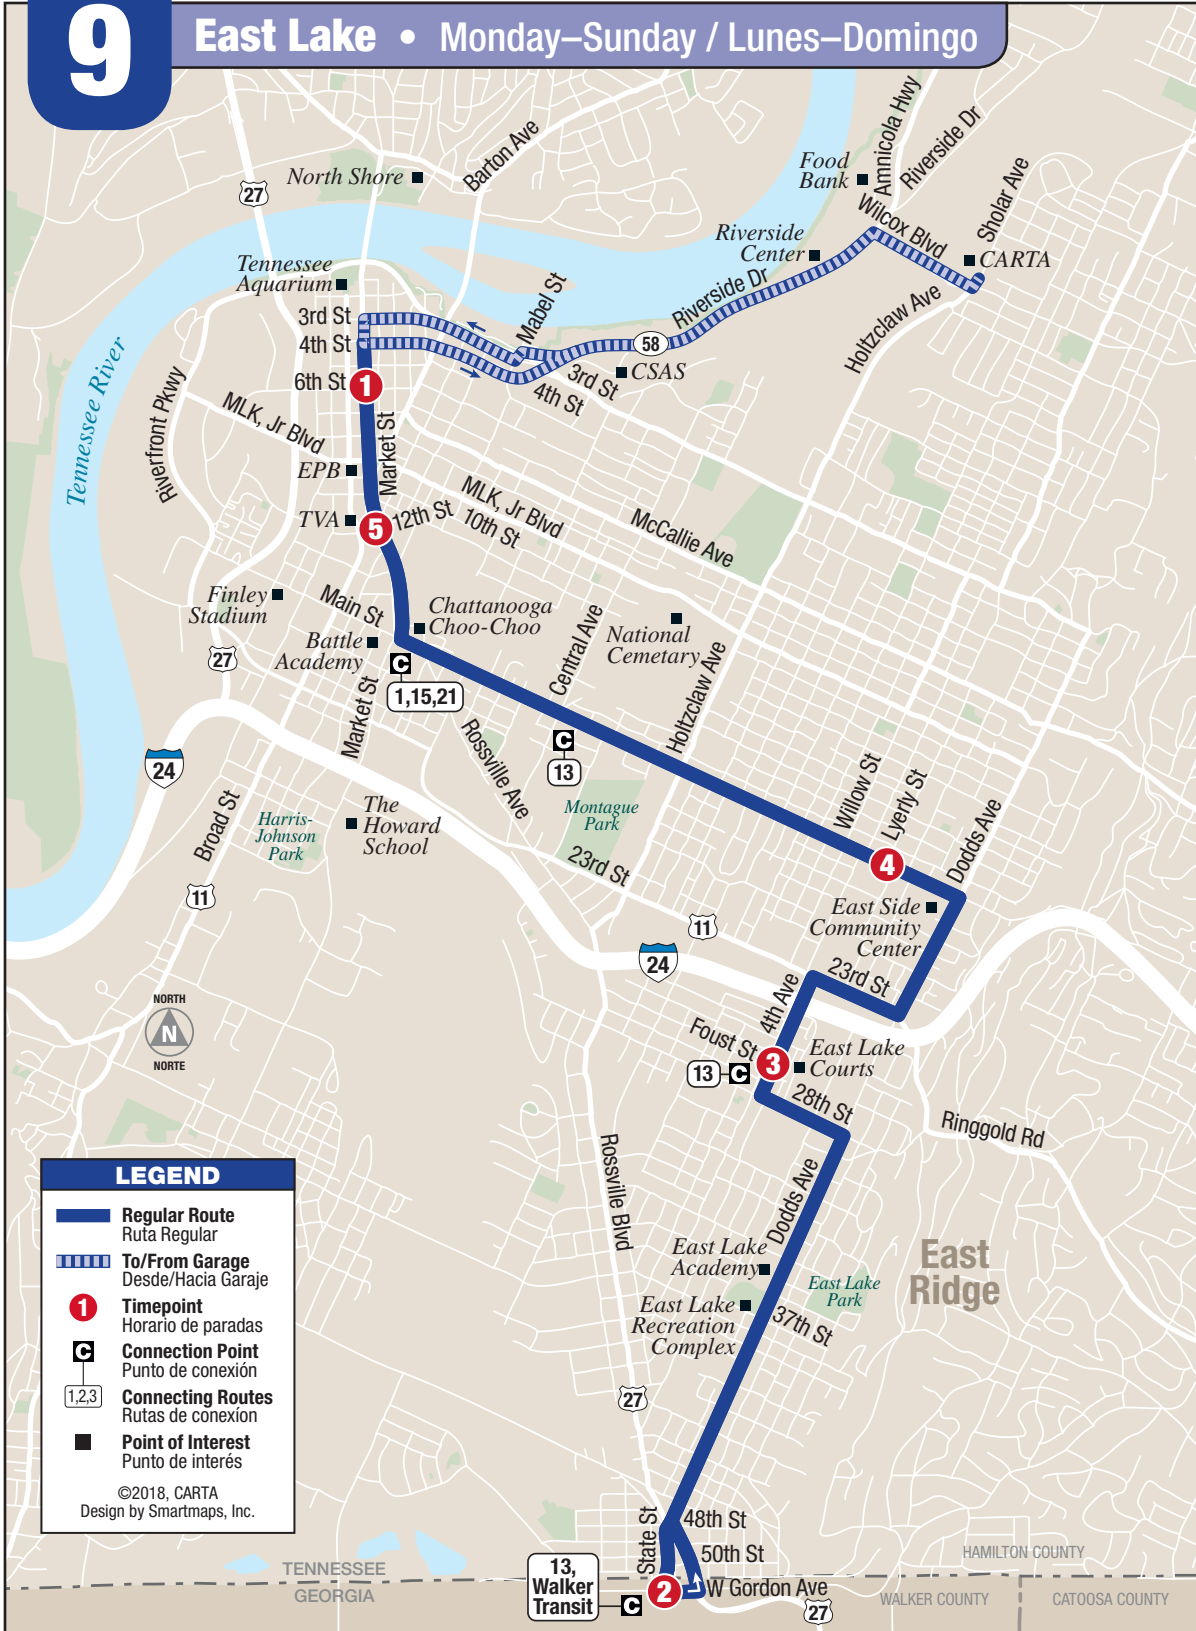 9
East Lake • Monday–Sunday / Lunes–Domingo
Barton Ave
North Shore
27
Food
Bank
Amnicola Hwy
Riverside Dr
Sholar Ave
Wilcox Blvd
Riverside
Center
CARTA
Tennessee
Aquarium
Mabel St
Riverside Dr
Holtzclaw Ave
3rd St
4th St
58
3rd St
CSAS
4th St
6th St
1
Tennessee River
Riverfront Pkwy
MLK, Jr Blvd
Market St
EPB
TVA
5
12th St
10th St
MLK, Jr Blvd
McCallie Ave
Finley
Stadium
Main St
Chattanooga
Choo-Choo
Battle
Academy
Central Ave
National
Cemetary
Holtzclaw Ave
27
C
1,15,21
Market St
Rossville Ave
C
13
24
Broad St
Harris-
Johnson
Park
The
Howard
School
Montague
Park
23rd St
Willow St
Lyerly St
Dodds Ave
4
11
East Side
Community
Center
11
24
23rd St
4th Ave
NORTH
N
NORTE
Foust St
3
East Lake
Courts
13
C
28th St
Ringgold Rd
Rossville Blvd
Dodds Ave
East Lake
Academy
East Lake
Park
East
Ridge
East Lake
Recreation
Complex
37th St
27
LEGEND
Regular Route
Ruta Regular
To/From Garage
Desde/Hacia Garaje
1
Timepoint
Horario de paradas
C
Connection Point
Punto de conexión
1,2,3
Connecting Routes
Rutas de conexíon
Point of Interest
Punto de interés
©2018, CARTA
Design by Smartmaps, Inc.
State St
48th St
50th St
TENNESSEE
GEORGIA
13,
Walker
Transit
C
2
W Gordon Ave
27
HAMILTON COUNTY
WALKER COUNTY
CATOOSA COUNTY